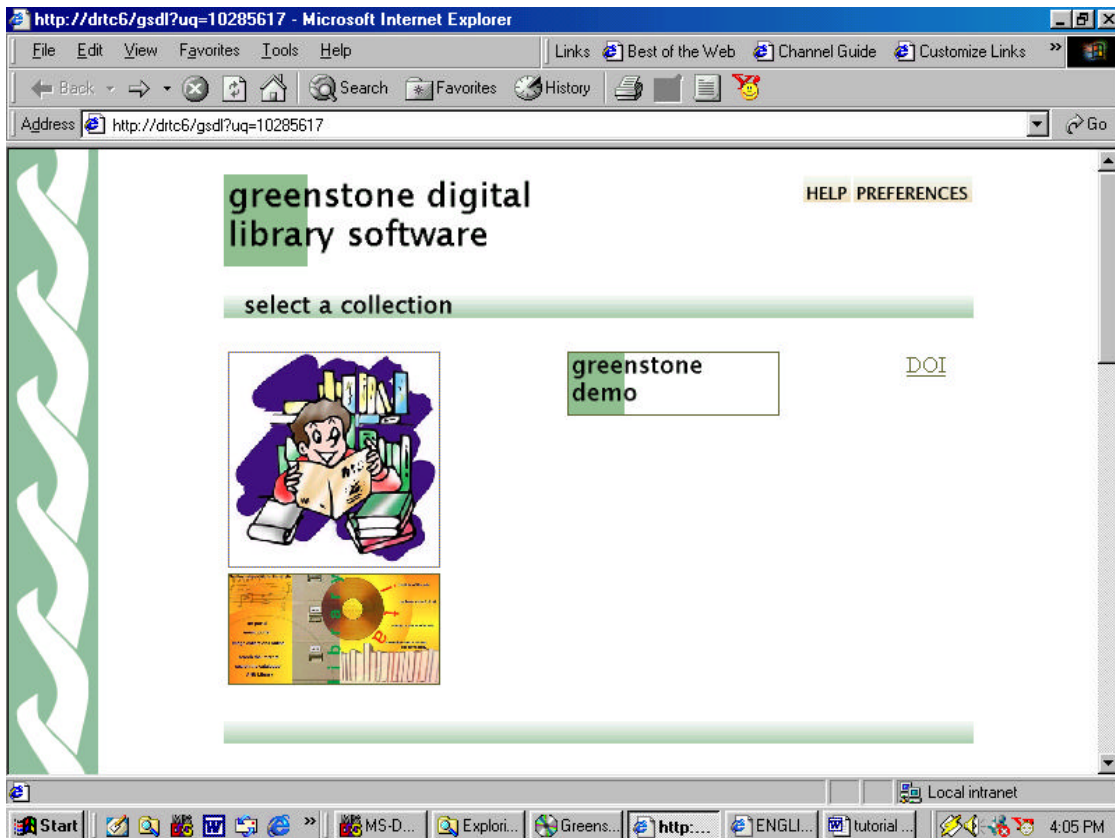 http://drtc6/gsdl?uq=10285617 - Microsoft Internet Explorer
File Edit View Favorites Tools Help Links Best of the Web Channel Guide Customize Links »
Back Search Favorites History
Address http://drtc6/gsdl?uq=10285617 Go
greenstone digital
library software
HELP PREFERENCES
select a collection
greenstone
demo
DOI
Local intranet
Start » MS-D... Explori... Greens... http:... ENGLI... tutorial ... 4:05 PM